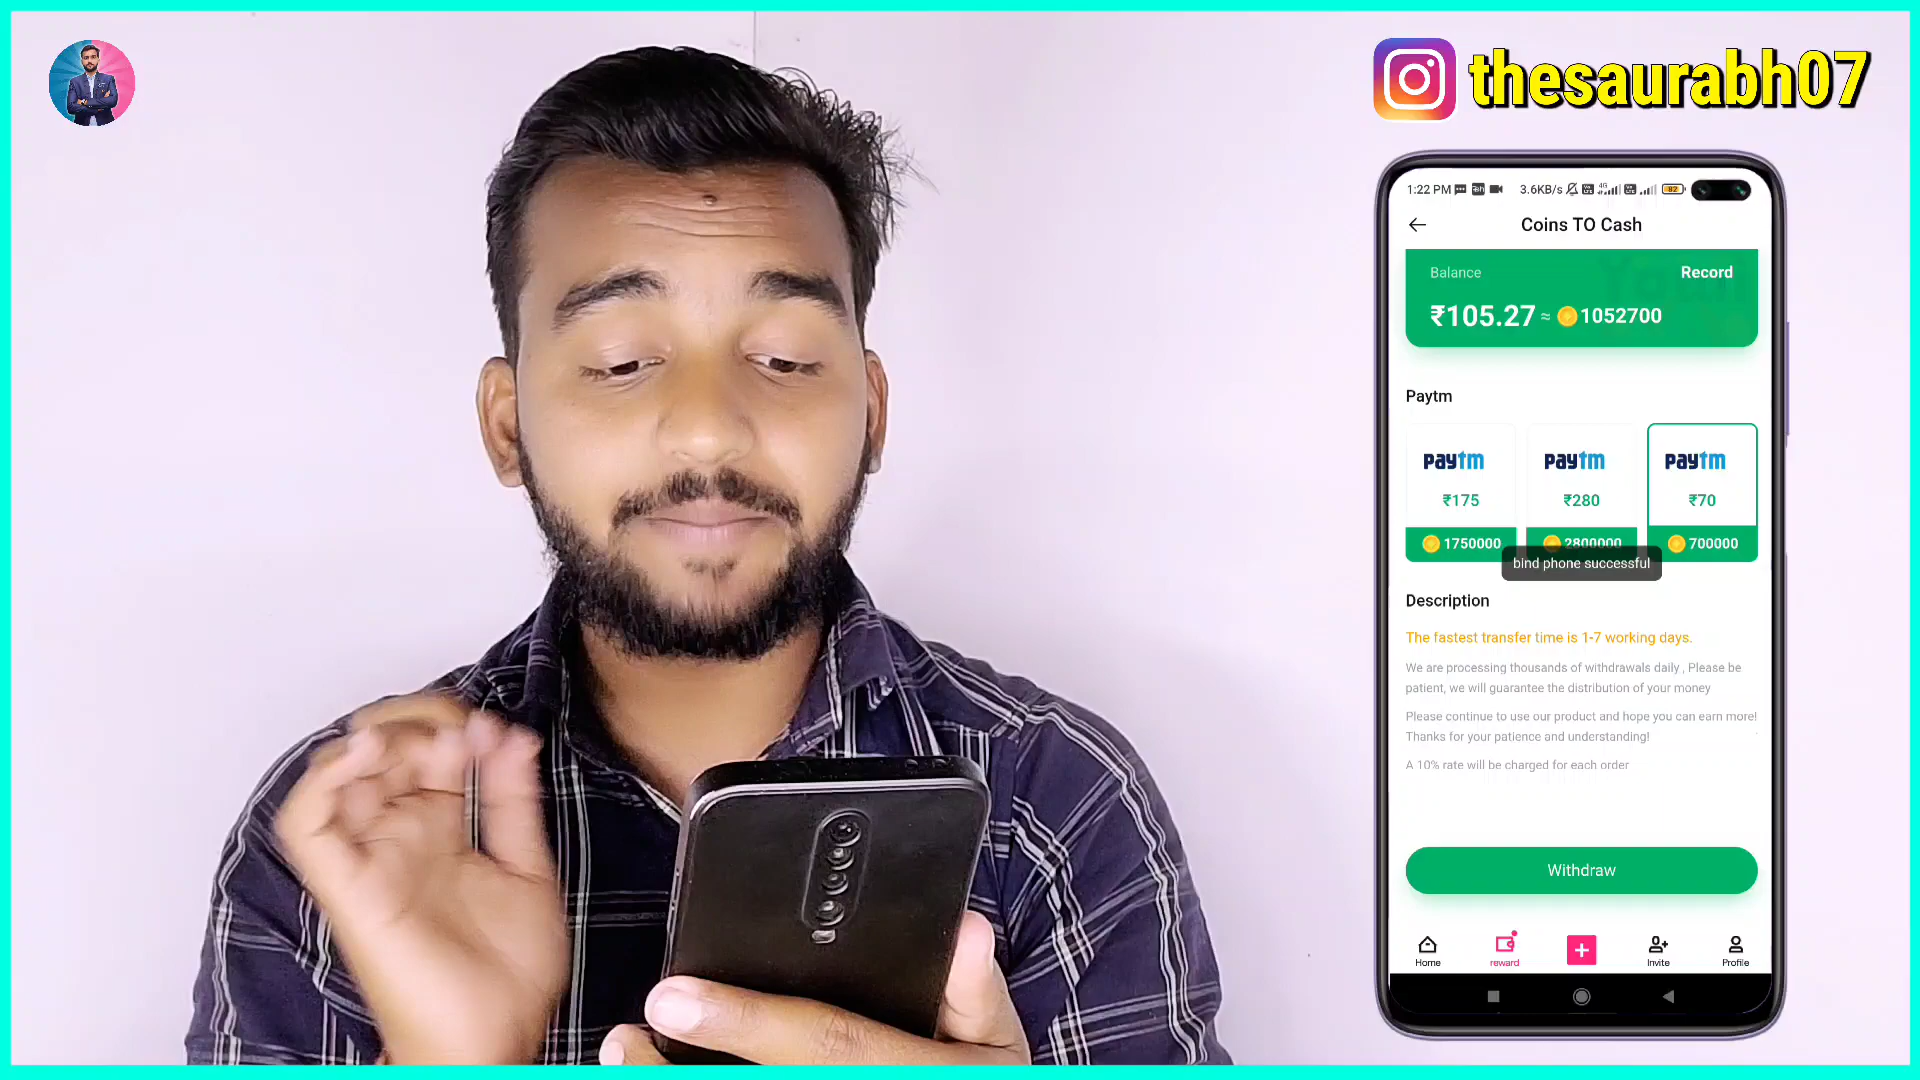 thesaurabh07
1:22 PM
3.6KB/s
4G
82
Coins TO Cash
Balance
Record
₹105.27 ≈ 1052700
Paytm
paytm
paytm
paytm
₹175
₹280
₹70
1750000
2800000
700000
bind phone successful
Description
The fastest transfer time is 1-7 working days.
We are processing thousands of withdrawals daily , Please be
patient, we will guarantee the distribution of your money
Please continue to use our product and hope you can earn more!
Thanks for your patience and understanding!
A 10% rate will be charged for each order
Withdraw
Home
reward
+
Invite
Profile